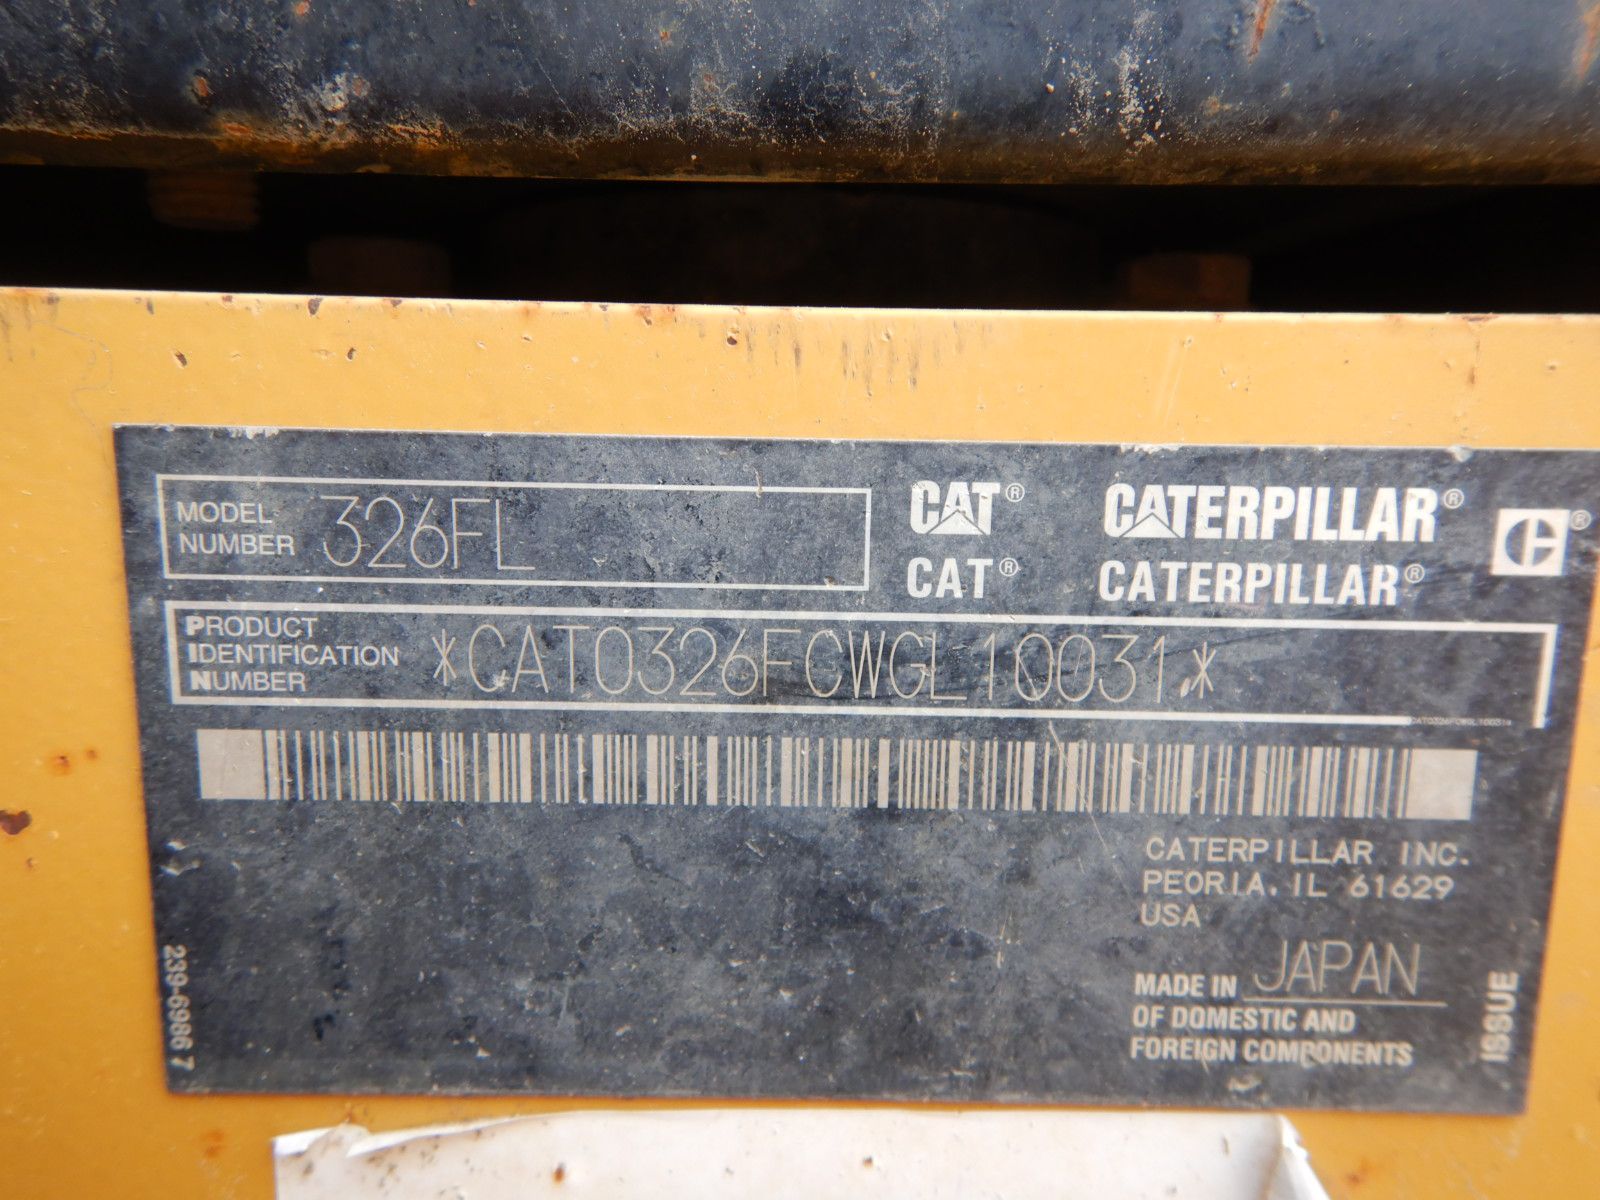 MODEL NUMBER 326FL
CAT® CATERPILLAR®
CAT® CATERPILLAR®
PRODUCT IDENTIFICATION NUMBER *CAT0326FCWGL10031*
CAT0326FCWGL10031*
CATERPILLAR INC.
PEORIA, IL 61629
USA
MADE IN JAPAN
OF DOMESTIC AND
FOREIGN COMPONENTS
239-6986 7
ISSUE